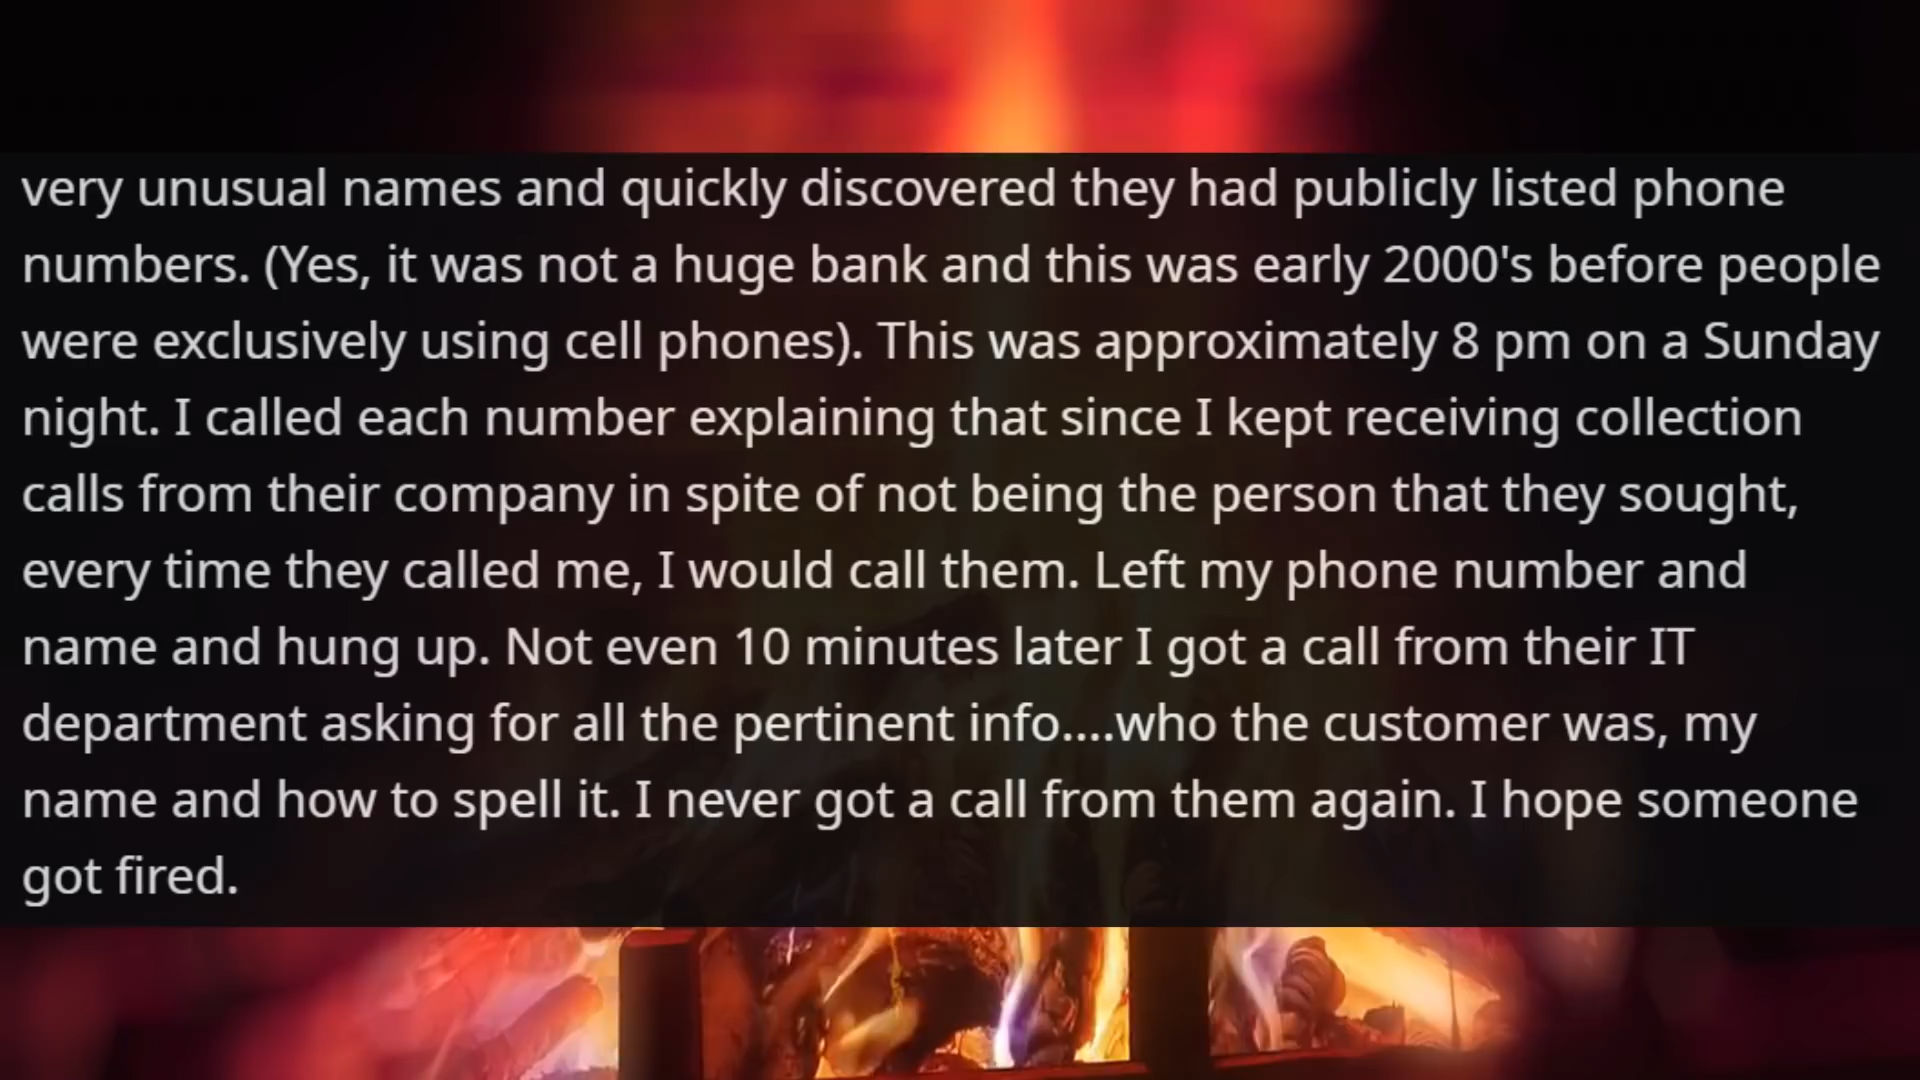 very unusual names and quickly discovered they had publicly listed phone
numbers. (Yes, it was not a huge bank and this was early 2000's before people
were exclusively using cell phones). This was approximately 8 pm on a Sunday
night. I called each number explaining that since I kept receiving collection
calls from their company in spite of not being the person that they sought,
every time they called me, I would call them. Left my phone number and
name and hung up. Not even 10 minutes later I got a call from their IT
department asking for all the pertinent info....who the customer was, my
name and how to spell it. I never got a call from them again. I hope someone
got fired.